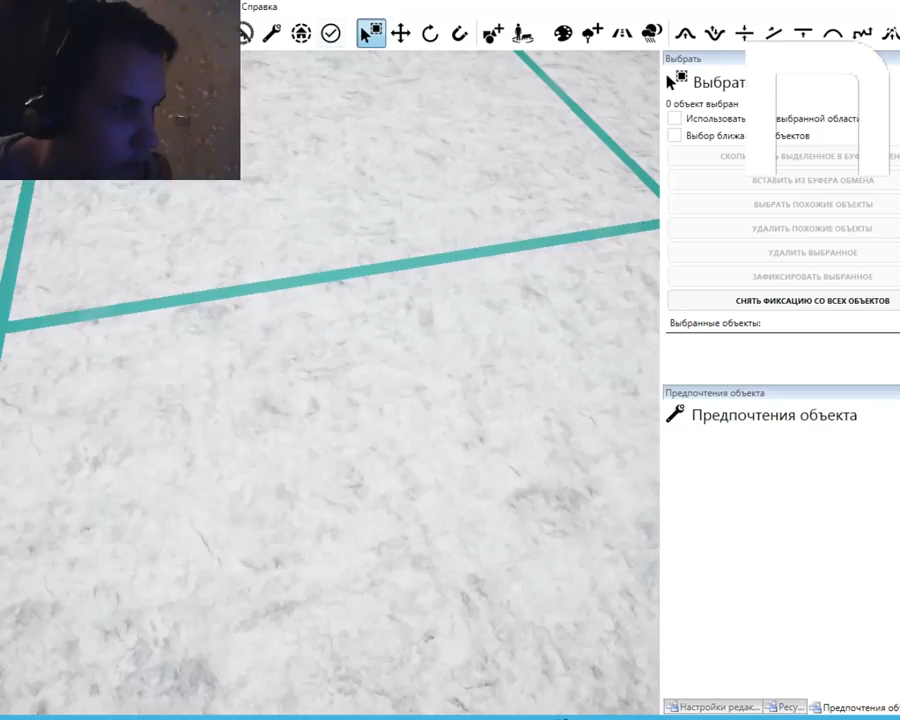 Справка
Выбрать
Выбрат
0 объект выбран
Использовать выбранной област
Выбор ближа бъектов
ВСТАВИТЬ ИЗ БУФЕРА ОБМЕНА
ВЫБРАТЬ ПОХОЖИЕ ОБЪЕКТЫ
УДАЛИТЬ ПОХОЖИЕ ОБЪЕКТЫ
УДАЛИТЬ ВЫБРАННОЕ
ЗАФИКСИРОВАТЬ ВЫБРАННОЕ
СНЯТЬ ФИКСАЦИЮ СО ВСЕХ ОБЪЕКТОВ
Выбранные объекты:
Предпочтения объекта
Предпочтения объекта
Настройки редак... Ресу... Предпочтения об